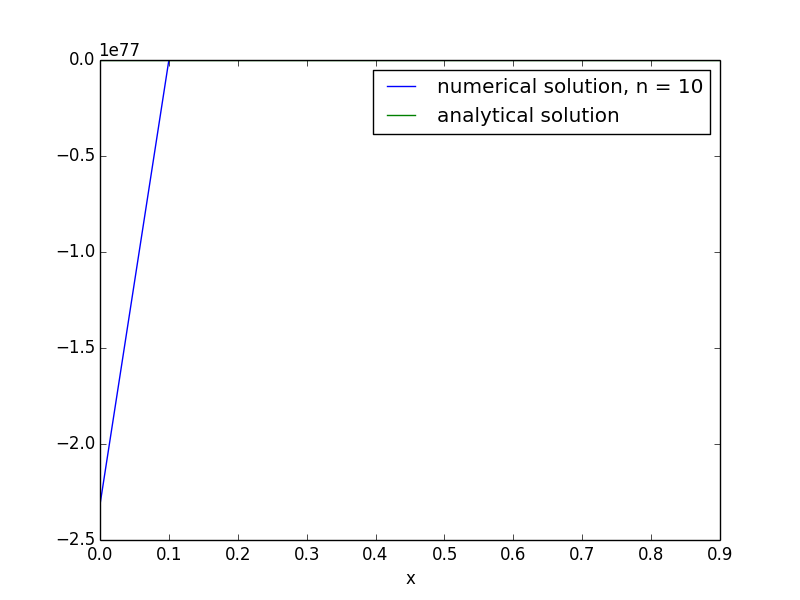 1e77
0.0
−0.5
−1.0
−1.5
−2.0
−2.5
numerical solution, n = 10
analytical solution
0.0 0.1 0.2 0.3 0.4 0.5 0.6 0.7 0.8 0.9
x